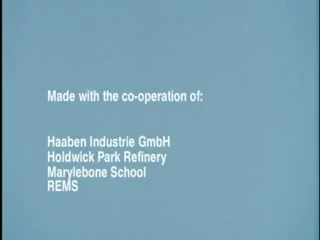 Made with the co-operation of:
Haaben Industrie GmbH
Holdwick Park Refinery
Marylebone School
REMS